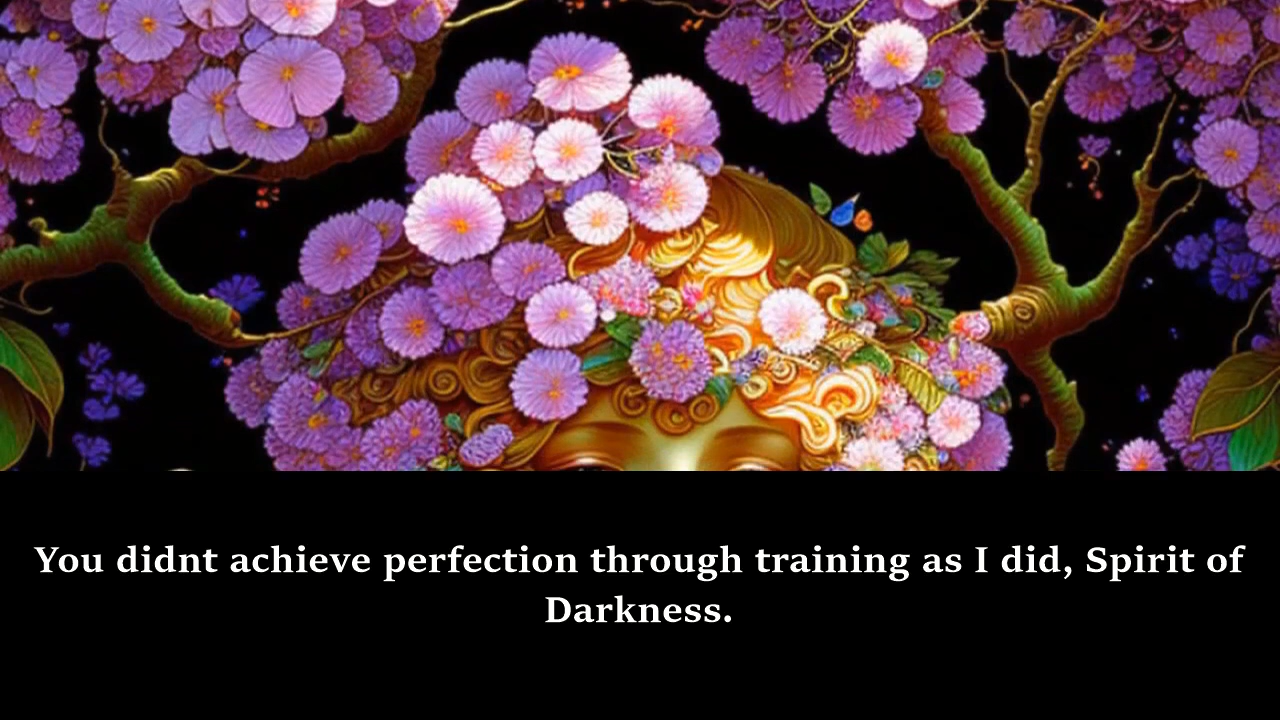 You didnt achieve perfection through training as I did, Spirit of
Darkness.